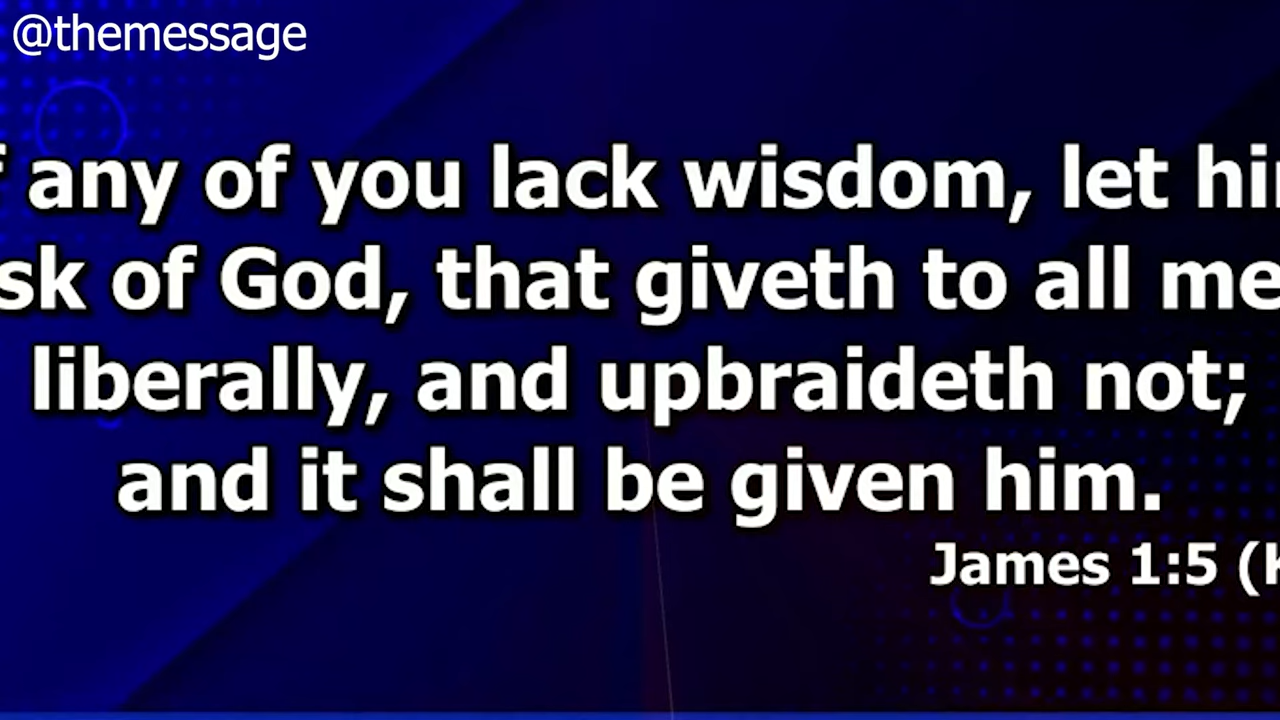 @themessage
f any of you lack wisdom, let hi
sk of God, that giveth to all me
liberally, and upbraideth not;
and it shall be given him.
James 1:5 (K